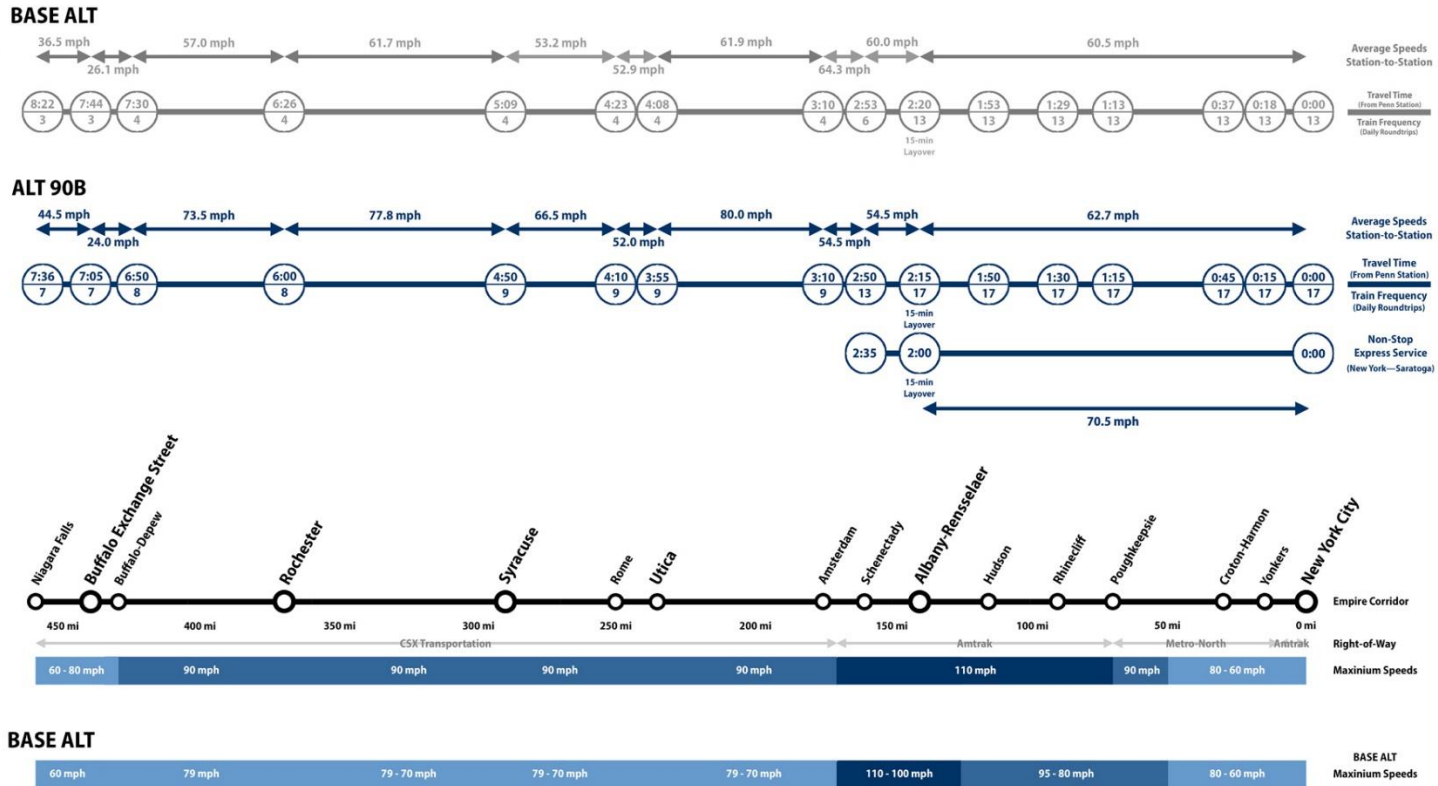 BASE ALT
36.5 mph
57.0 mph
61.7 mph
53.2 mph
61.9 mph
60.0 mph
60.5 mph
26.1 mph
52.9 mph
64.3 mph
Average Speeds
Station-to-Station
8:22
3
7:44
3
7:30
4
6:26
4
5:09
4
4:23
4
4:08
4
3:10
4
2:53
6
2:20
13
1:53
13
1:29
13
1:13
13
0:37
13
0:18
13
0:00
13
15-min
Layover
Travel Time
(From Penn Station)
Train Frequency
(Daily Roundtrips)
ALT 90B
44.5 mph
73.5 mph
77.8 mph
66.5 mph
80.0 mph
54.5 mph
62.7 mph
24.0 mph
52.0 mph
54.5 mph
Average Speeds
Station-to-Station
7:36
7
7:05
7
6:50
8
6:00
8
4:50
9
4:10
9
3:55
9
3:10
9
2:50
13
2:15
17
1:50
17
1:30
17
1:15
17
0:45
17
0:15
17
0:00
17
15-min
Layover
Travel Time
(From Penn Station)
Train Frequency
(Daily Roundtrips)
2:35
2:00
0:00
15-min
Layover
Non-Stop
Express Service
(New York—Saratoga)
70.5 mph
Niagara Falls
Buffalo Exchange Street
Buffalo-Depew
Rochester
Syracuse
Rome
Utica
Amsterdam
Schenectady
Albany-Rensselaer
Hudson
Rhinecliff
Poughkeepsie
Croton-Harmon
Yonkers
New York City
Empire Corridor
450 mi
400 mi
350 mi
300 mi
250 mi
200 mi
150 mi
100 mi
50 mi
0 mi
CSX Transportation
Amtrak
Metro-North
Amtrak
Right-of-Way
60 - 80 mph
90 mph
90 mph
90 mph
90 mph
110 mph
90 mph
80 - 60 mph
Maxinium Speeds
BASE ALT
60 mph
79 mph
79 - 70 mph
79 - 70 mph
79 - 70 mph
110 - 100 mph
95 - 80 mph
80 - 60 mph
BASE ALT
Maxinium Speeds